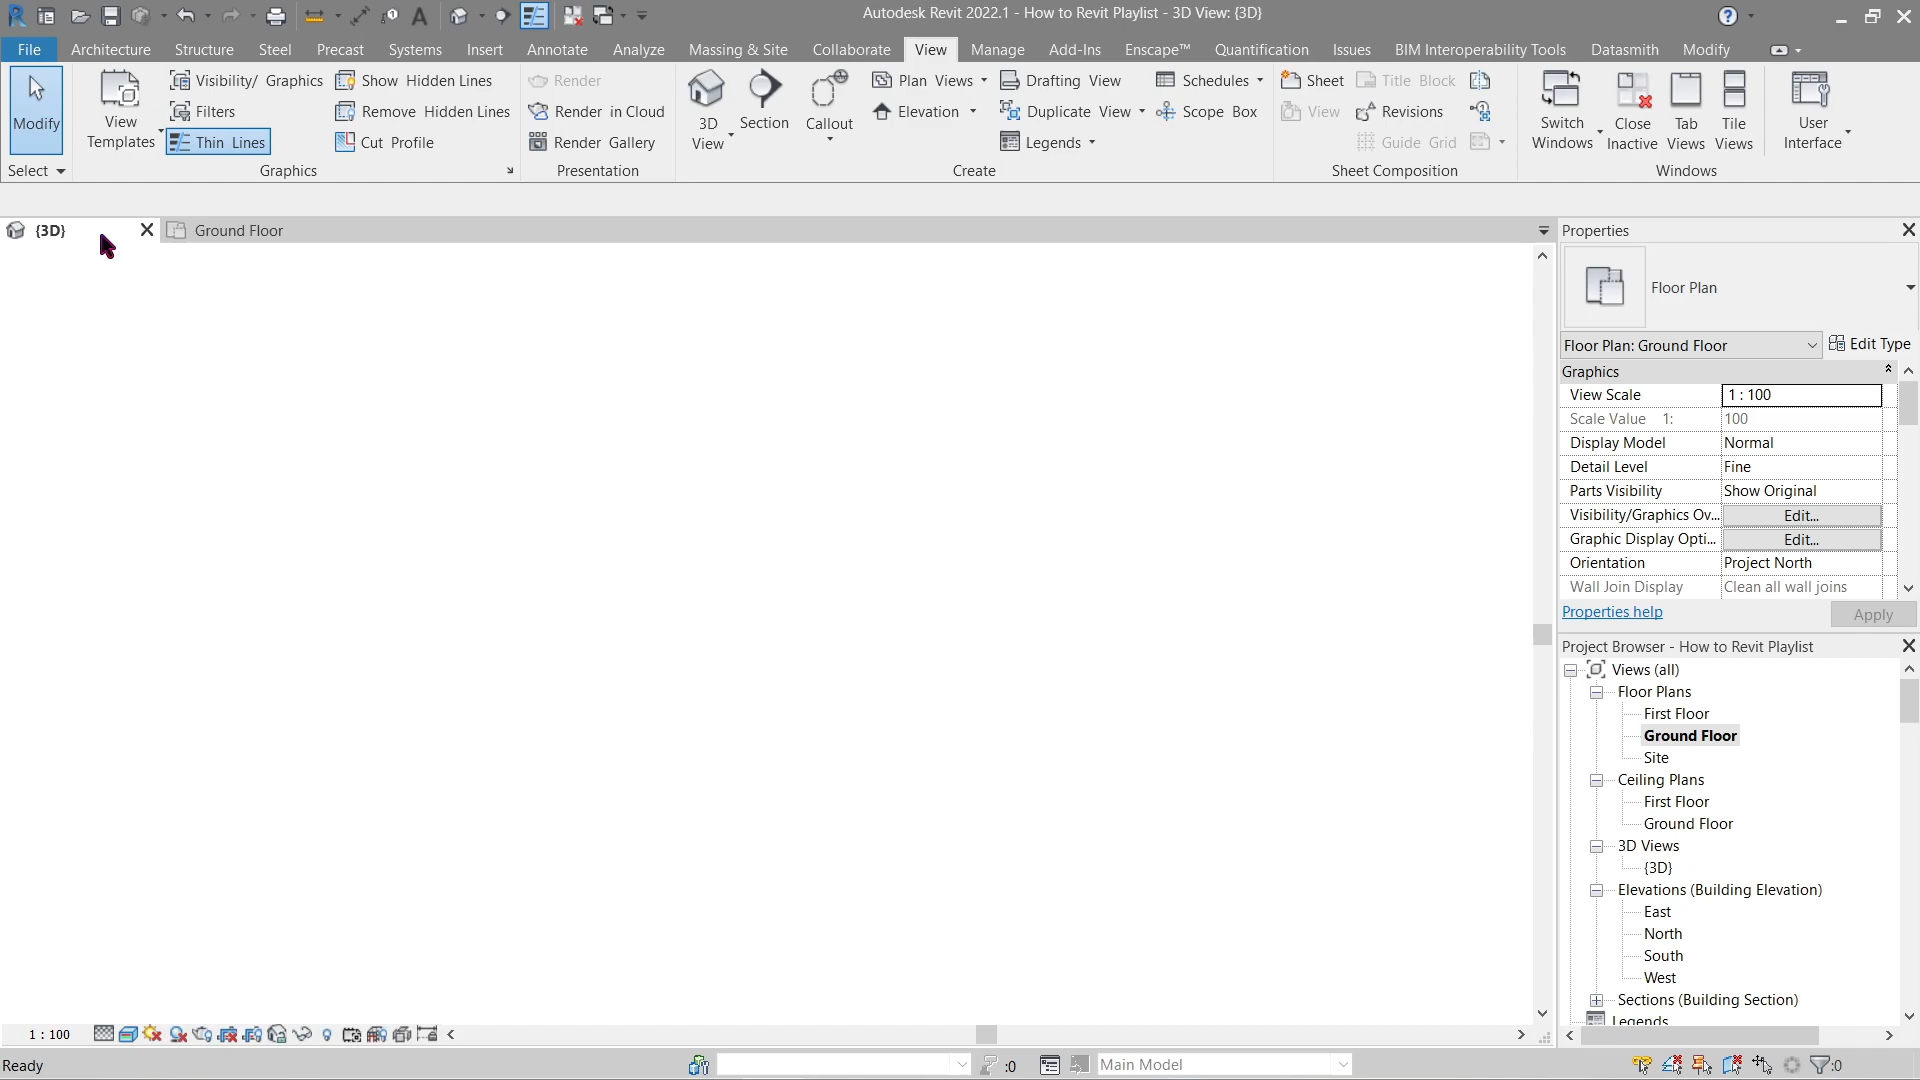 Autodesk Revit 2022.1 - How to Revit Playlist - 3D View: {3D}
File Architecture Structure Steel Precast Systems Insert Annotate Analyze Massing & Site Collaborate View Manage Add-Ins Enscape™ Quantification Issues BIM Interoperability Tools Datasmith Modify
Modify
Select
View Templates
Visibility/ Graphics
Filters
Thin Lines
Show Hidden Lines
Remove Hidden Lines
Cut Profile
Graphics
Render
Render in Cloud
Render Gallery
Presentation
3D View
Section
Callout
Plan Views
Elevation
Drafting View
Duplicate View
Legends
Schedules
Scope Box
Create
Sheet
View
Title Block
Revisions
Guide Grid
Sheet Composition
Switch Windows
Close Inactive
Tab Views
Tile Views
Windows
User Interface
{3D}
Ground Floor
Properties
Floor Plan
Floor Plan: Ground Floor
Edit Type
Graphics
View Scale 1 : 100
Scale Value 1: 100
Display Model Normal
Detail Level Fine
Parts Visibility Show Original
Visibility/Graphics Ov... Edit...
Graphic Display Opti... Edit...
Orientation Project North
Wall Join Display Clean all wall joins
Properties help
Apply
Project Browser - How to Revit Playlist
Views (all)
Floor Plans
First Floor
Ground Floor
Site
Ceiling Plans
First Floor
Ground Floor
3D Views
{3D}
Elevations (Building Elevation)
East
North
South
West
Sections (Building Section)
Legends
1 : 100
Ready
:0
Main Model
:0